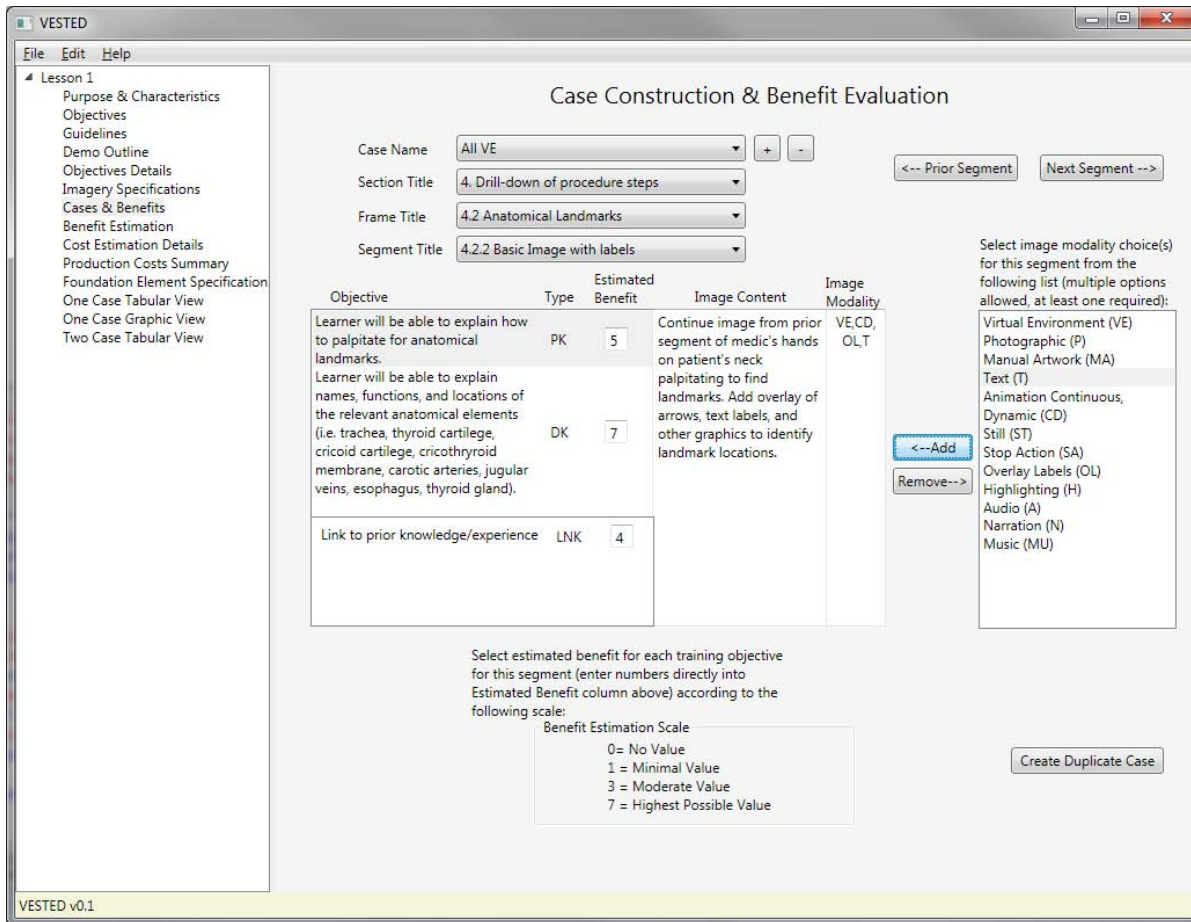 VESTED
File Edit Help
Lesson 1
Purpose & Characteristics
Objectives
Guidelines
Demo Outline
Objectives Details
Imagery Specifications
Cases & Benefits
Benefit Estimation
Cost Estimation Details
Production Costs Summary
Foundation Element Specification
One Case Tabular View
One Case Graphic View
Two Case Tabular View
Case Construction & Benefit Evaluation
Case Name All VE + -
Section Title 4. Drill-down of procedure steps
Frame Title 4.2 Anatomical Landmarks
Segment Title 4.2.2 Basic Image with labels
<-- Prior Segment Next Segment -->
Objective Type Estimated Benefit Image Content Image Modality
Learner will be able to explain how
to palpitate for anatomical
landmarks.
PK 5
Learner will be able to explain
names, functions, and locations of
the relevant anatomical elements
(i.e. trachea, thyroid cartilege,
cricoid cartilege, cricothryroid
membrane, carotic arteries, jugular
veins, esophagus, thyroid gland).
DK 7
Link to prior knowledge/experience LNK 4
Continue image from prior
segment of medic's hands
on patient's neck
palpitating to find
landmarks. Add overlay of
arrows, text labels, and
other graphics to identify
landmark locations.
VE,CD,
OL,T
<--Add
Remove-->
Select image modality choice(s)
for this segment from the
following list (multiple options
allowed, at least one required):
Virtual Environment (VE)
Photographic (P)
Manual Artwork (MA)
Text (T)
Animation Continuous,
Dynamic (CD)
Still (ST)
Stop Action (SA)
Overlay Labels (OL)
Highlighting (H)
Audio (A)
Narration (N)
Music (MU)
Select estimated benefit for each training objective
for this segment (enter numbers directly into
Estimated Benefit column above) according to the
following scale:
Benefit Estimation Scale
0= No Value
1 = Minimal Value
3 = Moderate Value
7 = Highest Possible Value
Create Duplicate Case
VESTED v0.1